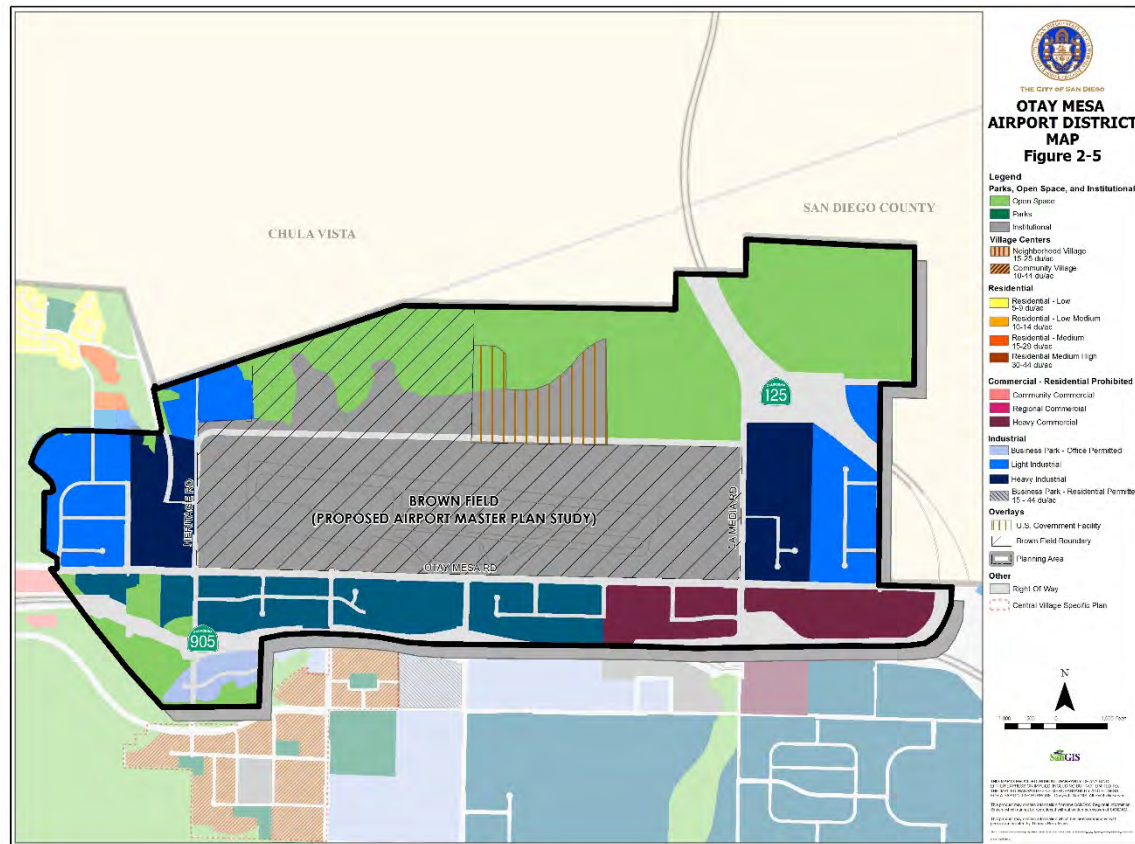 THE CITY OF SAN DIEGO
OTAY MESA
AIRPORT DISTRICT
MAP
Figure 2-5
Legend
Parks, Open Space, and Institutional
Open Space
Parks
Institutional
Village Centers
Neighborhood Village
15-25 du/ac
Community Village
Residential
Residential - Low
5-9 du/ac
Residential - Low Medium
10-14 du/ac
Residential - Medium
15-29 du/ac
Residential Medium High
30-44 du/ac
Commercial - Residential Prohibited
Community Commercial
Regional Commercial
Heavy Commercial
Industrial
Business Park - Office Permitted
Light Industrial
Heavy Industrial
Business Park - Residential Permitte
15 - 44 du/ac
Overlays
U.S. Government Facility
Brown Field Boundary
Planning Area
Other
Right Of Way
Central Village Specific Plan
N
SanGIS
CHULA VISTA
SAN DIEGO COUNTY
CALIFORNIA
125
BROWN FIELD
(PROPOSED AIRPORT MASTER PLAN STUDY)
HERITAGE RD
LA MEDIA RD
OTAY MESA RD
CALIFORNIA
905